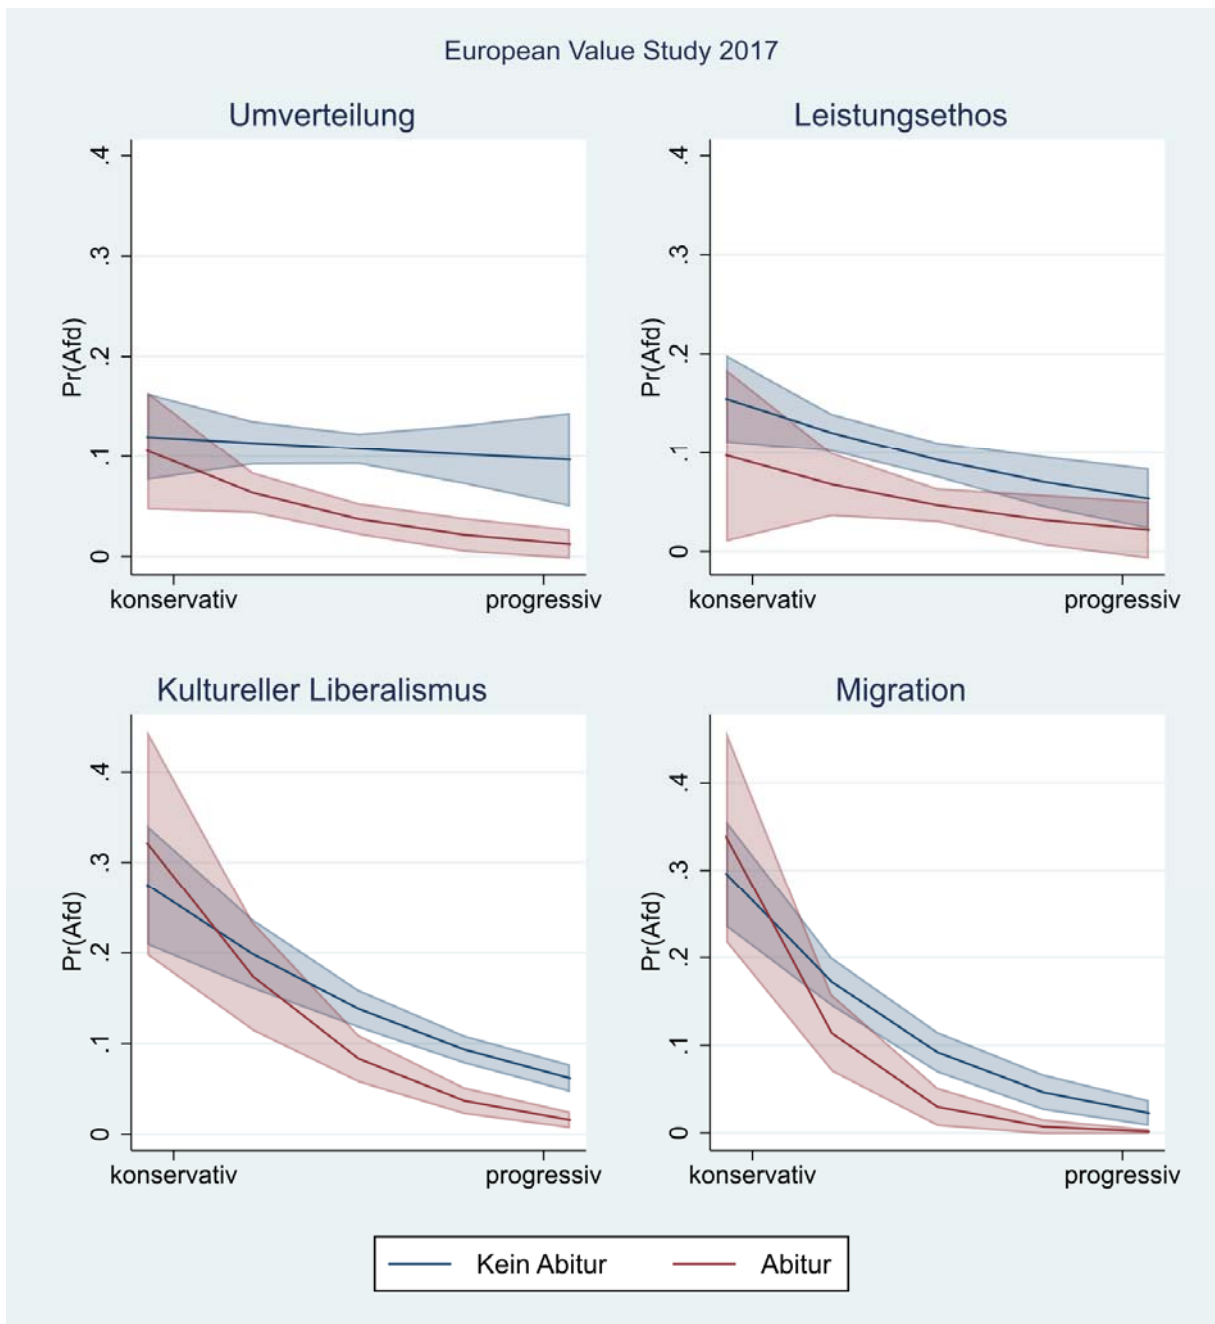 European Value Study 2017
Umverteilung
Leistungsethos
.4
.3
.2
.1
0
Pr(Afd)
konservativ
progressiv
.4
.3
.2
.1
0
Pr(Afd)
konservativ
progressiv
Kultureller Liberalismus
Migration
.4
.3
.2
.1
0
Pr(Afd)
konservativ
progressiv
.4
.3
.2
.1
0
Pr(Afd)
konservativ
progressiv
Kein Abitur
Abitur